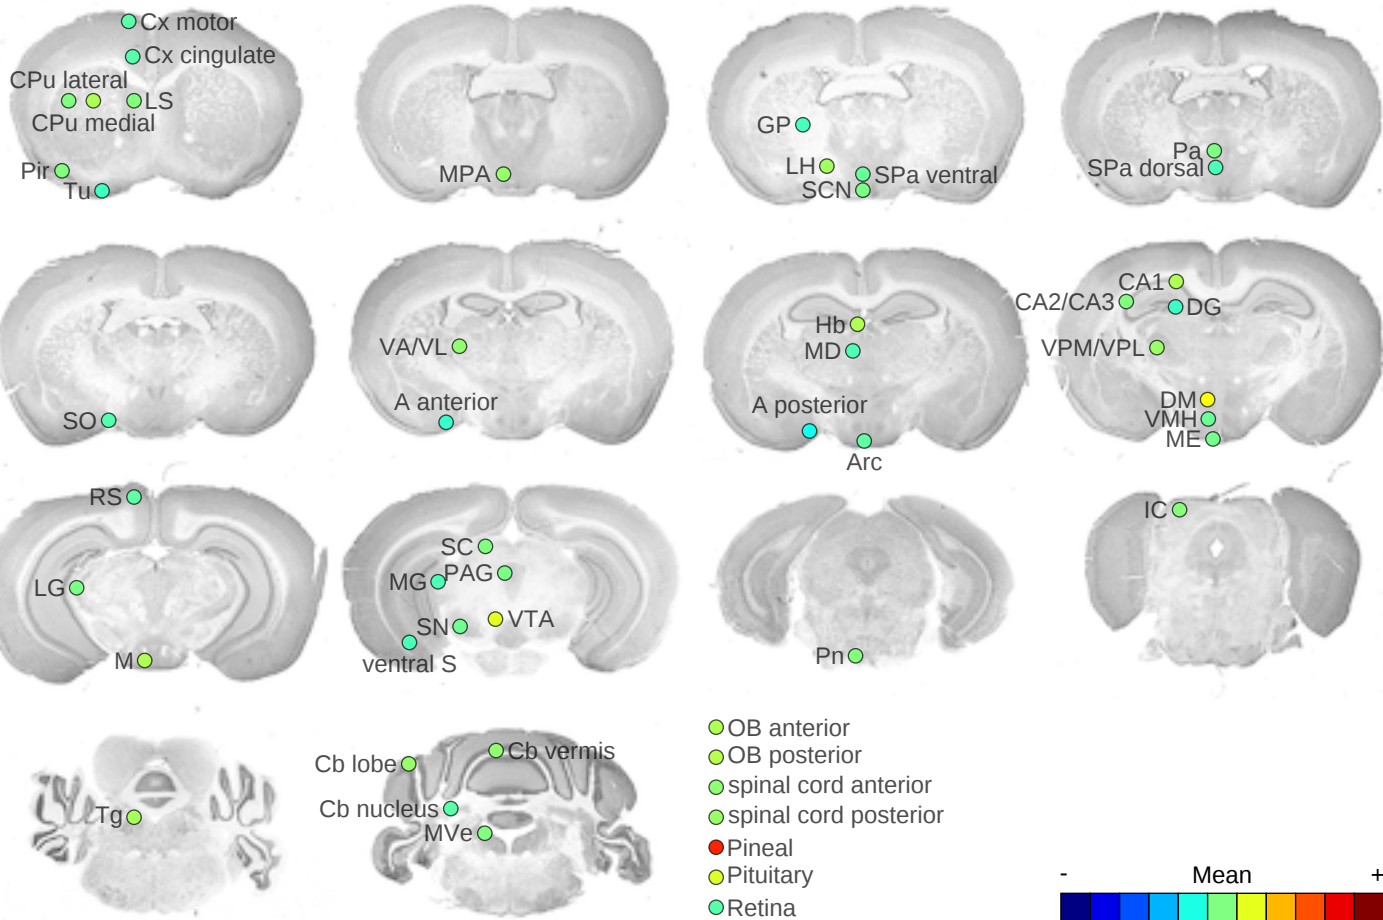 Cx motor
Cx cingulate
CPu lateral
LS
CPu medial
Pir
Tu
MPA
GP
LH
SPa ventral
SCN
Pa
SPa dorsal
SO
VA/VL
A anterior
Hb
MD
A posterior
Arc
CA1
CA2/CA3
DG
VPM/VPL
DM
VMH
ME
RS
LG
M
SC
PAG
MG
VTA
SN
ventral S
Pn
IC
Tg
Cb vermis
Cb lobe
Cb nucleus
MVe
OB anterior
OB posterior
spinal cord anterior
spinal cord posterior
Pineal
Pituitary
Retina
- Mean +